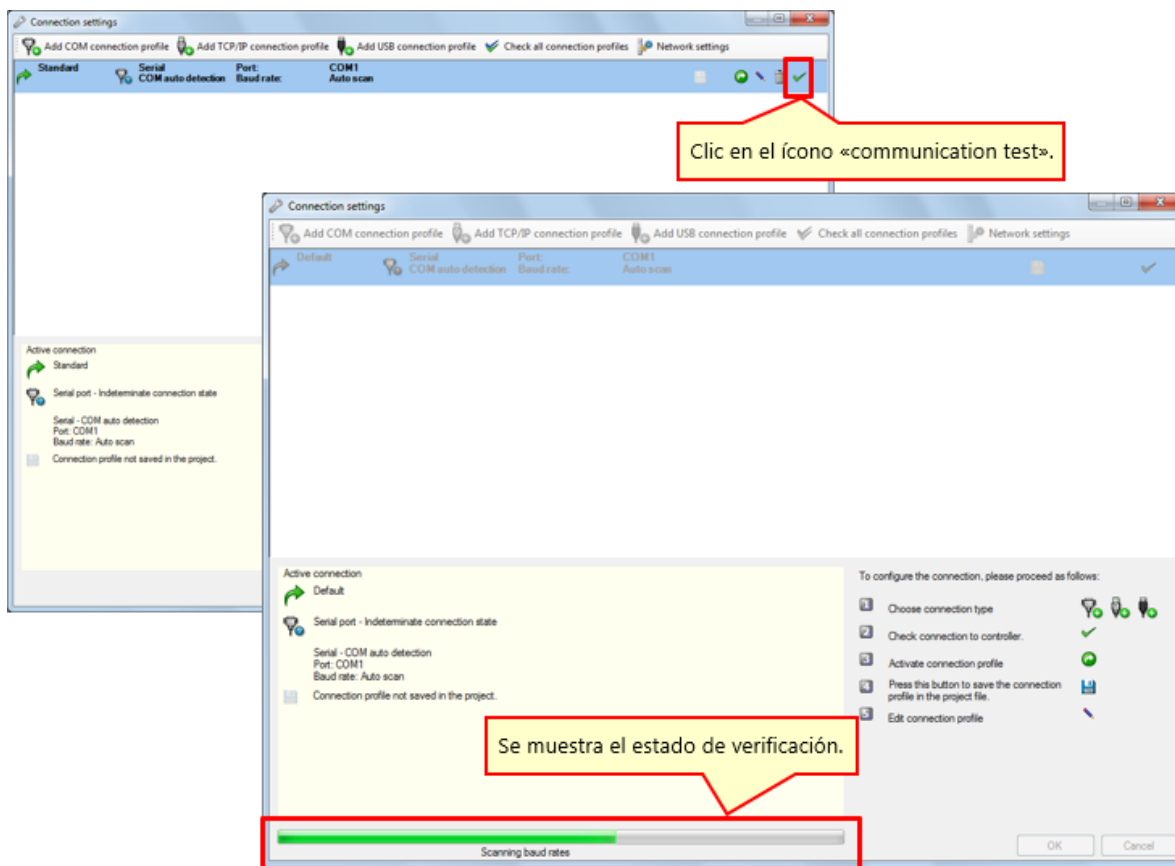 Connection settings
Add COM connection profile Add TCP/IP connection profile Add USB connection profile Check all connection profiles Network settings
Standard Serial Port: COM1
COM auto detection Baud rate: Auto scan
Clic en el ícono «communication test».
Active connection
Standard
Serial port - Indeterminate connection state
Serial - COM auto detection
Port: COM1
Baud rate: Auto scan
Connection profile not saved in the project.
Connection settings
Add COM connection profile Add TCP/IP connection profile Add USB connection profile Check all connection profiles Network settings
Default Serial Port: COM1
COM auto detection Baud rate: Auto scan
Active connection
Default
Serial port - Indeterminate connection state
Serial - COM auto detection
Port: COM1
Baud rate: Auto scan
Connection profile not saved in the project.
To configure the connection, please proceed as follows:
1 Choose connection type
2 Check connection to controller.
3 Activate connection profile
4 Press this button to save the connection
profile in the project file.
5 Edit connection profile
Se muestra el estado de verificación.
Scanning baud rates
OK Cancel